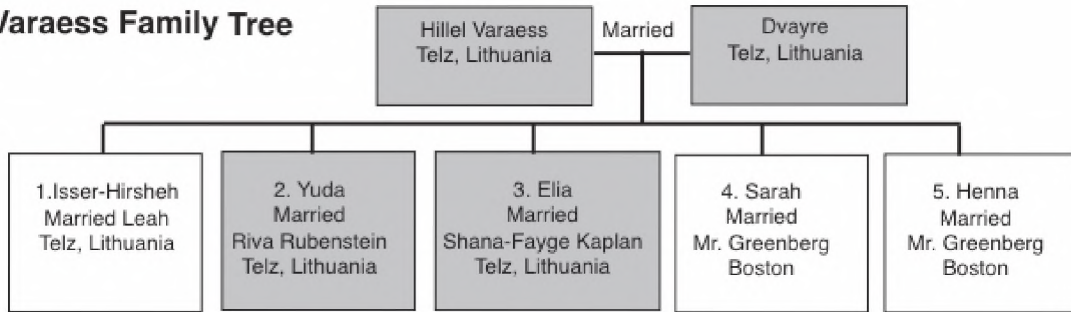 Varaess Family Tree
Hillel Varaess
Telz, Lithuania
Married
Dvayre
Telz, Lithuania
1.Isser-Hirsheh
Married Leah
Telz, Lithuania
2. Yuda
Married
Riva Rubenstein
Telz, Lithuania
3. Elia
Married
Shana-Fayge Kaplan
Telz, Lithuania
4. Sarah
Married
Mr. Greenberg
Boston
5. Henna
Married
Mr. Greenberg
Boston